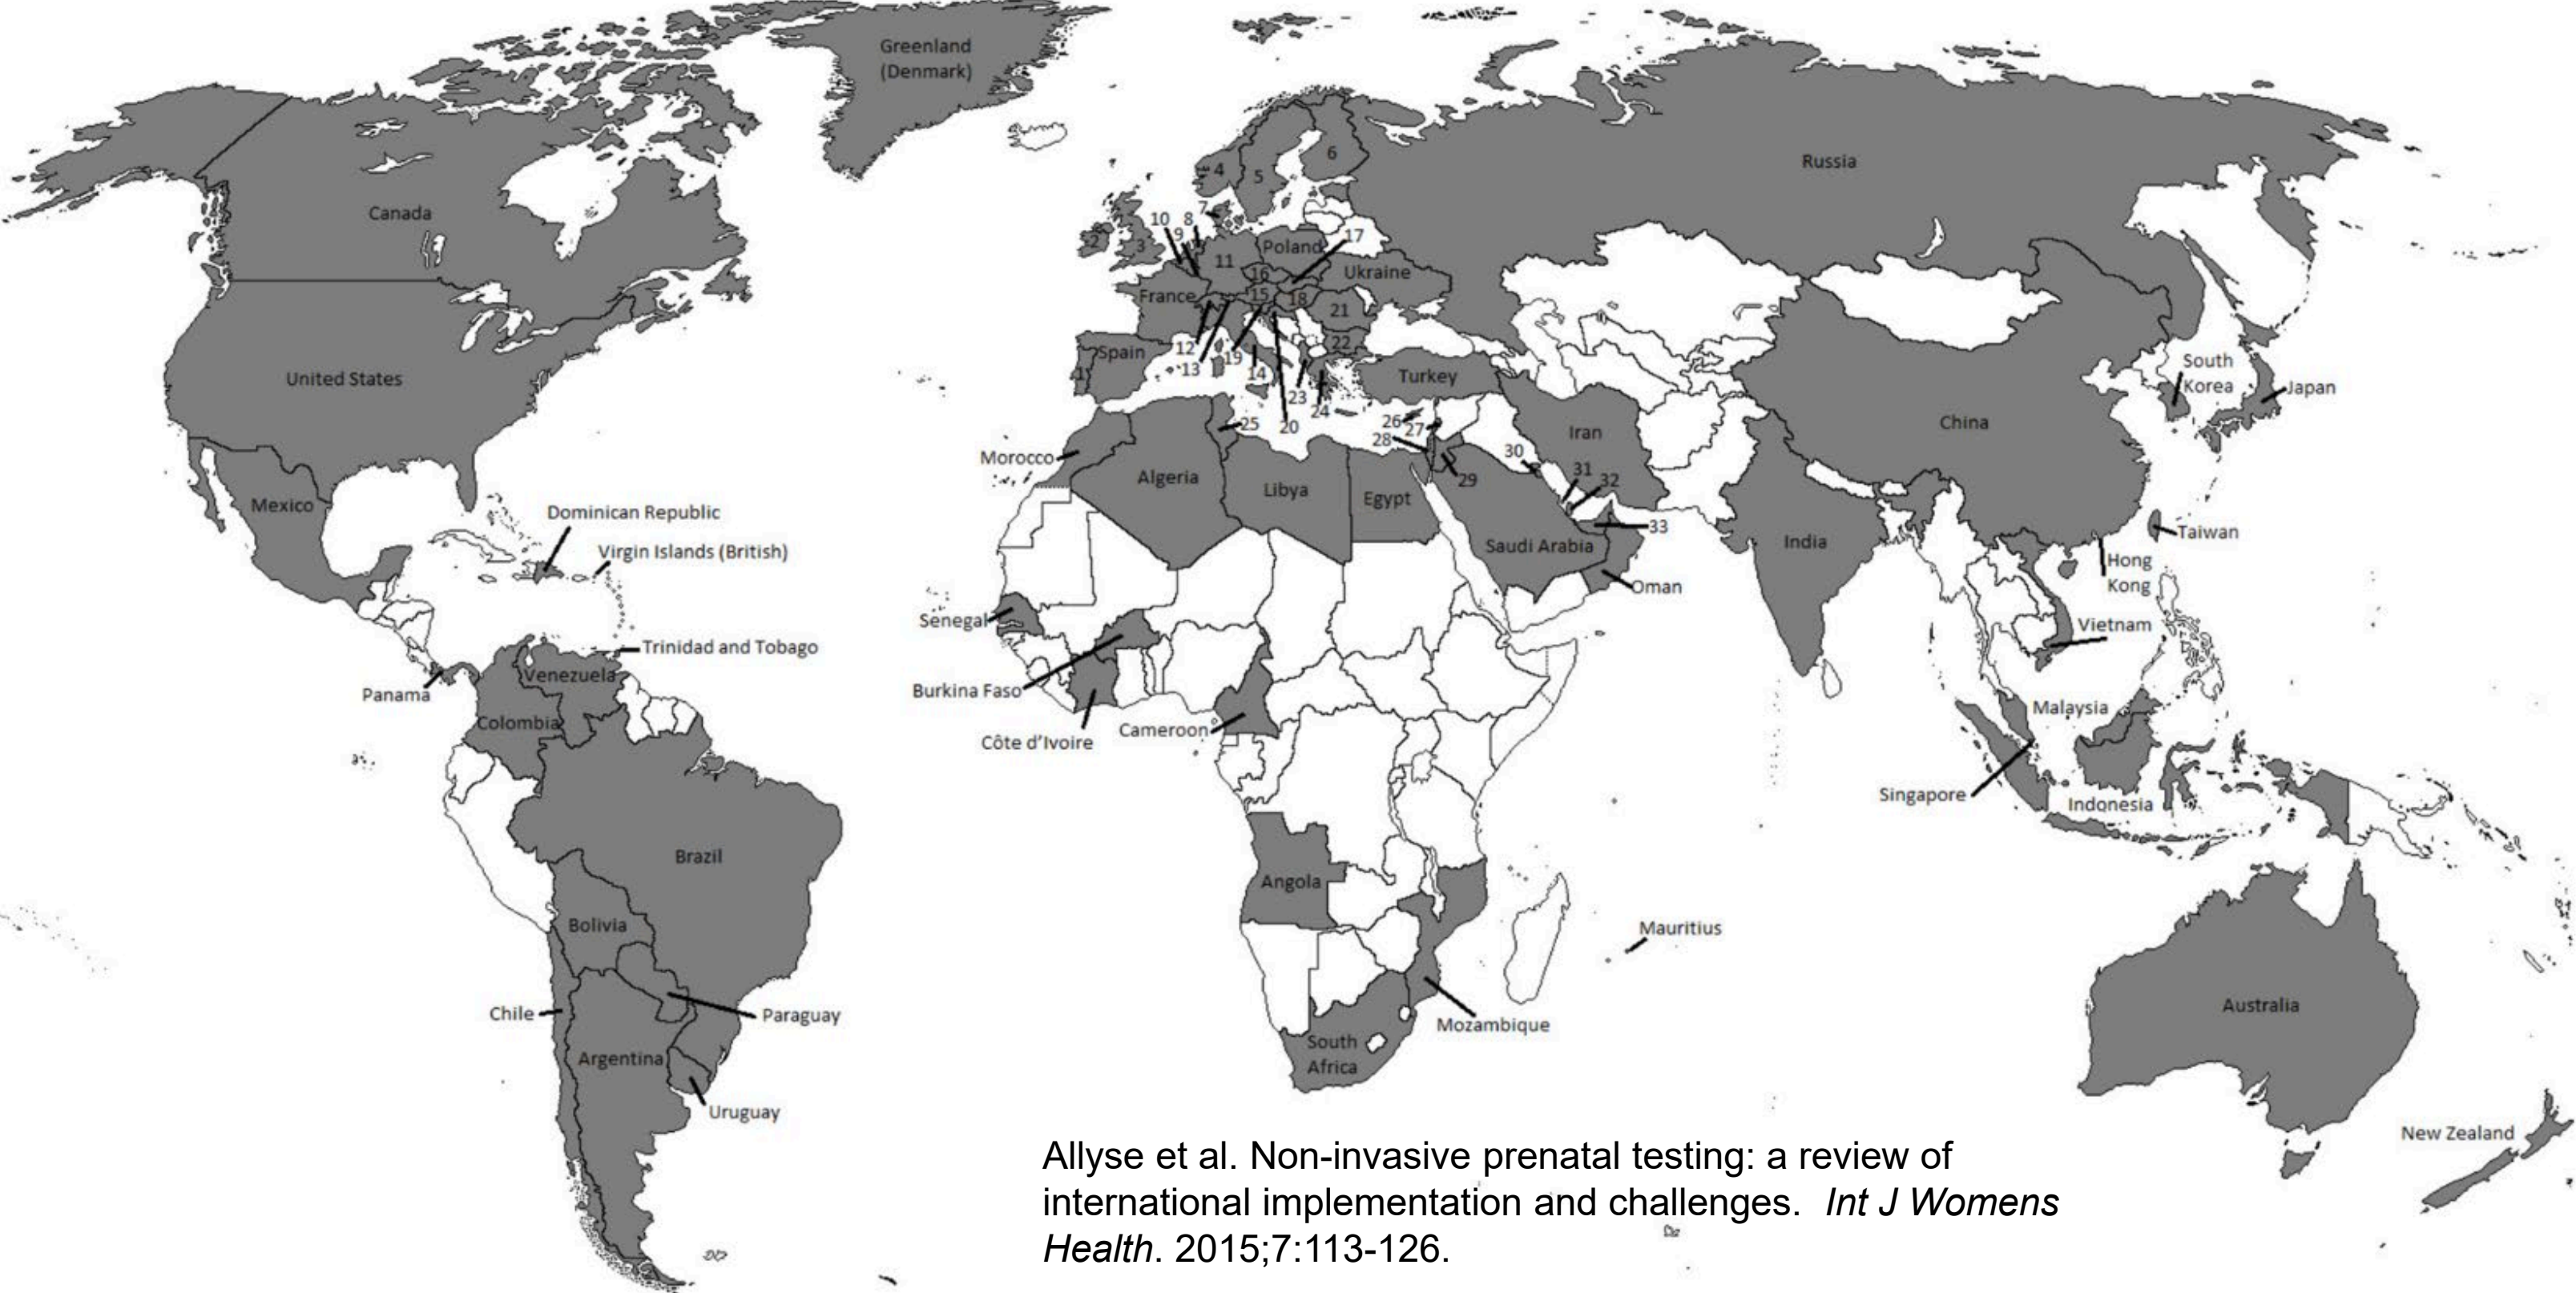 Greenland
(Denmark)
Canada
United States
Mexico
Dominican Republic
Virgin Islands (British)
Trinidad and Tobago
Panama
Venezuela
Colombia
Brazil
Bolivia
Chile
Paraguay
Argentina
Uruguay
Russia
4
5
6
7
10
8
9
2
3
11
Poland
17
16
Ukraine
France
15
18
21
22
12
13
19
14
Spain
1
Turkey
23
24
20
25
26
27
28
29
30
31
32
33
Iran
Morocco
Algeria
Libya
Egypt
Saudi Arabia
Oman
Senegal
Burkina Faso
Côte d’Ivoire
Cameroon
Angola
Mauritius
Mozambique
South
Africa
China
South
Korea
Japan
India
Taiwan
Hong
Kong
Vietnam
Malaysia
Singapore
Indonesia
Australia
New Zealand
Allyse et al. Non-invasive prenatal testing: a review of
international implementation and challenges. Int J Womens
Health. 2015;7:113-126.